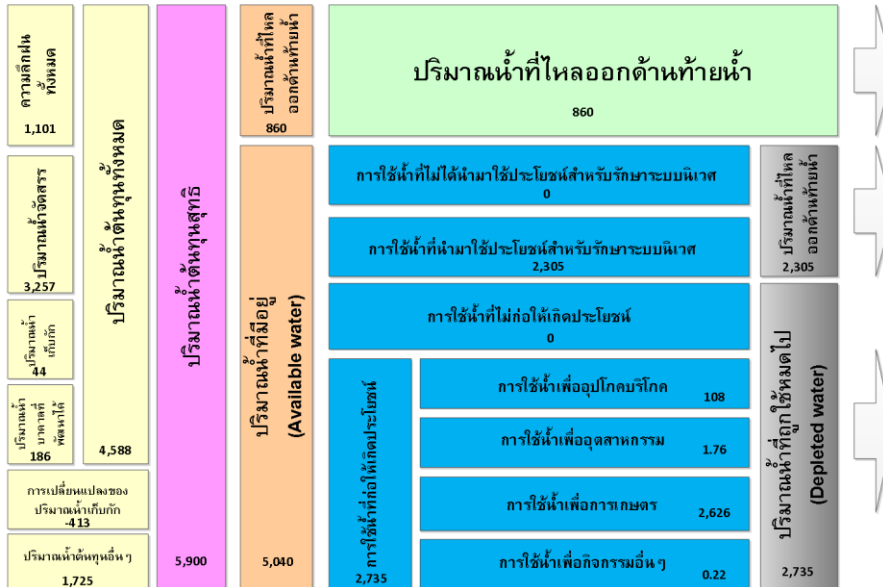 ความลึกฝน
ทั้งหมด
1,101
ปริมาณน้ำจัดสรร
3,257
ปริมาณน้ำ
เก็บกัก
44
ปริมาณน้ำ
บาดาลที่
พัฒนาได้
186
ปริมาณน้ำต้นทุนทั้งหมด
4,588
การเปลี่ยนแปลงของ
ปริมาณน้ำเก็บกัก
-413
ปริมาณน้ำต้นทุนอื่นๆ
1,725
ปริมาณน้ำต้นทุนสุทธิ
5,900
ปริมาณน้ำที่ไหล
ออกด้านท้ายน้ำ
860
ปริมาณน้ำที่มีอยู่
(Available water)
5,040
ปริมาณน้ำที่ไหลออกด้านท้ายน้ำ
860
การใช้น้ำที่ไม่ได้นำมาใช้ประโยชน์สำหรับรักษาระบบนิเวศ
0
การใช้น้ำที่นำมาใช้ประโยชน์สำหรับรักษาระบบนิเวศ
2,305
ปริมาณน้ำที่ไหล
ออกด้านท้ายน้ำ
2,305
การใช้น้ำที่ไม่ก่อให้เกิดประโยชน์
0
การใช้น้ำที่ก่อให้เกิดประโยชน์
2,735
การใช้น้ำเพื่ออุปโภคบริโภค
108
การใช้น้ำเพื่ออุตสาหกรรม
1.76
การใช้น้ำเพื่อการเกษตร
2,626
การใช้น้ำเพื่อกิจกรรมอื่นๆ
0.22
ปริมาณน้ำที่ถูกใช้หมดไป
(Depleted water)
2,735